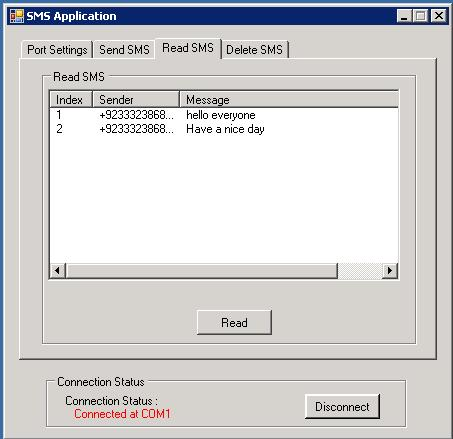 SMS Application
Port Settings Send SMS Read SMS Delete SMS
Read SMS
Index Sender Message
1 +9233323868... hello everyone
2 +9233323868... Have a nice day
Read
Connection Status
Connection Status :
Connected at COM1
Disconnect